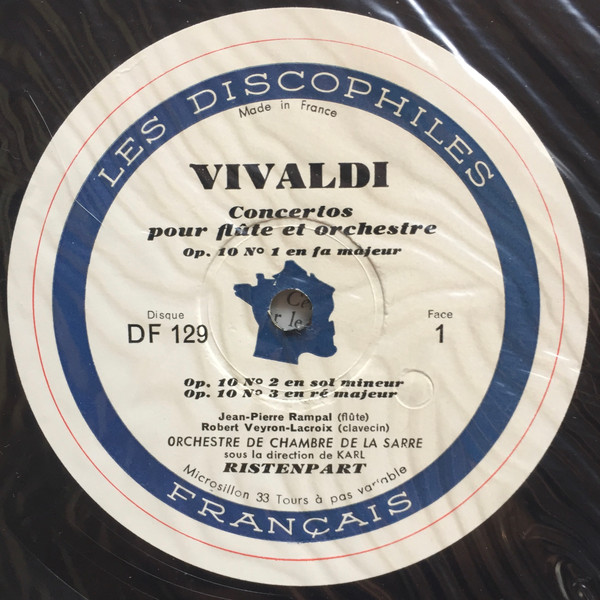 LES DISCOPHILES
Made in France
VIVALDI
Concertos
pour flûte et orchestre
Op. 10 Nº 1 en fa majeur
Disque
DF 129
Face
1
Op. 10 Nº 2 en sol mineur
Op. 10 Nº 3 en ré majeur
Jean-Pierre Rampal (flûte)
Robert Veyron-Lacroix (clavecin)
ORCHESTRE DE CHAMBRE DE LA SARRE
sous la direction de KARL
RISTENPART
Microsillon 33 Tours à pas variable
FRANÇAIS